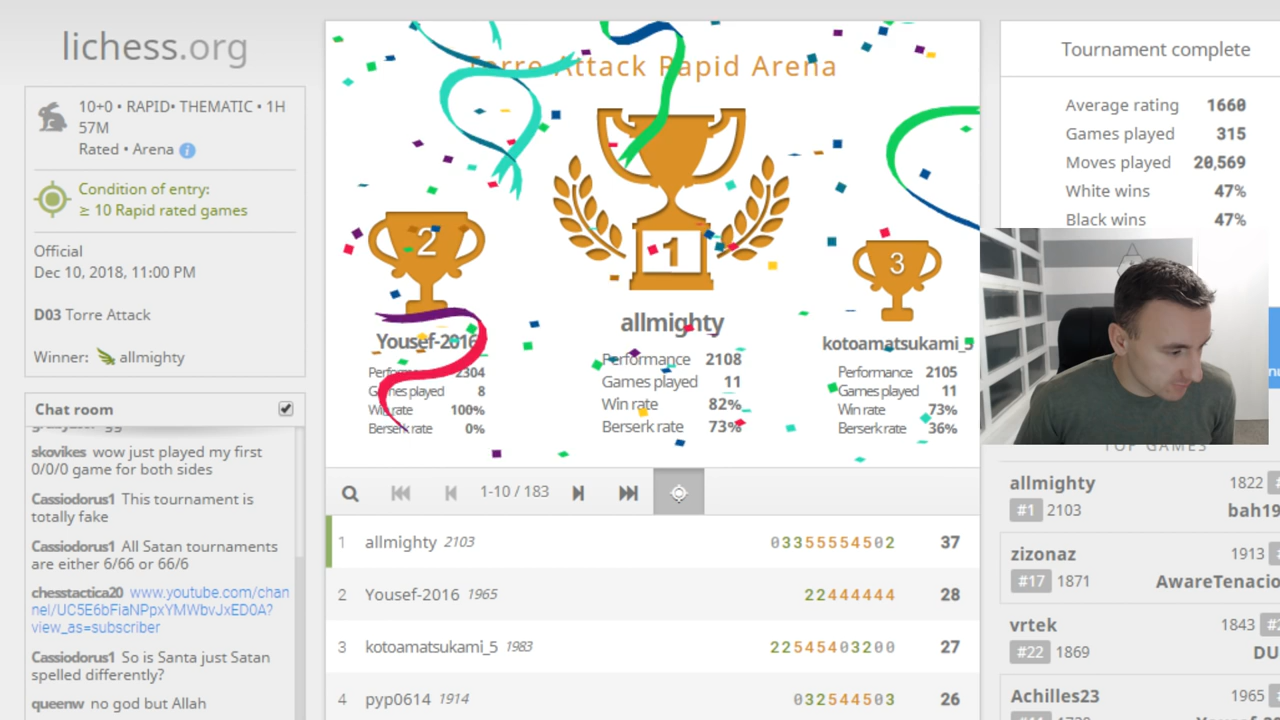 lichess.org
10+0 • RAPID• THEMATIC • 1H
57M
Rated • Arena
Condition of entry:
≥ 10 Rapid rated games
Official
Dec 10, 2018, 11:00 PM
D03 Torre Attack
Winner: allmighty
Chat room
skovikes wow just played my first
0/0/0 game for both sides
Cassiodorus1 This tournament is
totally fake
Cassiodorus1 All Satan tournaments
are either 6/66 or 66/6
chesstactica20 www.youtube.com/chan
nel/UC5E6bFiaNPpxYMWbvJxED0A?
view_as=subscriber
Cassiodorus1 So is Santa just Satan
spelled differently?
queenw no god but Allah
Torre Attack Rapid Arena
2
Yousef-2016
Performance 2304
Games played 8
Win rate 100%
Berserk rate 0%
1
allmighty
Performance 2108
Games played 11
Win rate 82%
Berserk rate 73%
3
kotoamatsukami_5
Performance 2105
Games played 11
Win rate 73%
Berserk rate 36%
1-10 / 183
1 allmighty 2103 03355554502 37
2 Yousef-2016 1965 22444444 28
3 kotoamatsukami_5 1983 22545403200 27
4 pyp0614 1914 032544503 26
Tournament complete
Average rating 1660
Games played 315
Moves played 20,569
White wins 47%
Black wins 47%
TOP GAMES
allmighty 1822
#1 2103 bah19
zizonaz 1913
#17 1871 AwareTenacio
vrtek 1843
#22 1869 DU
Achilles23 1965